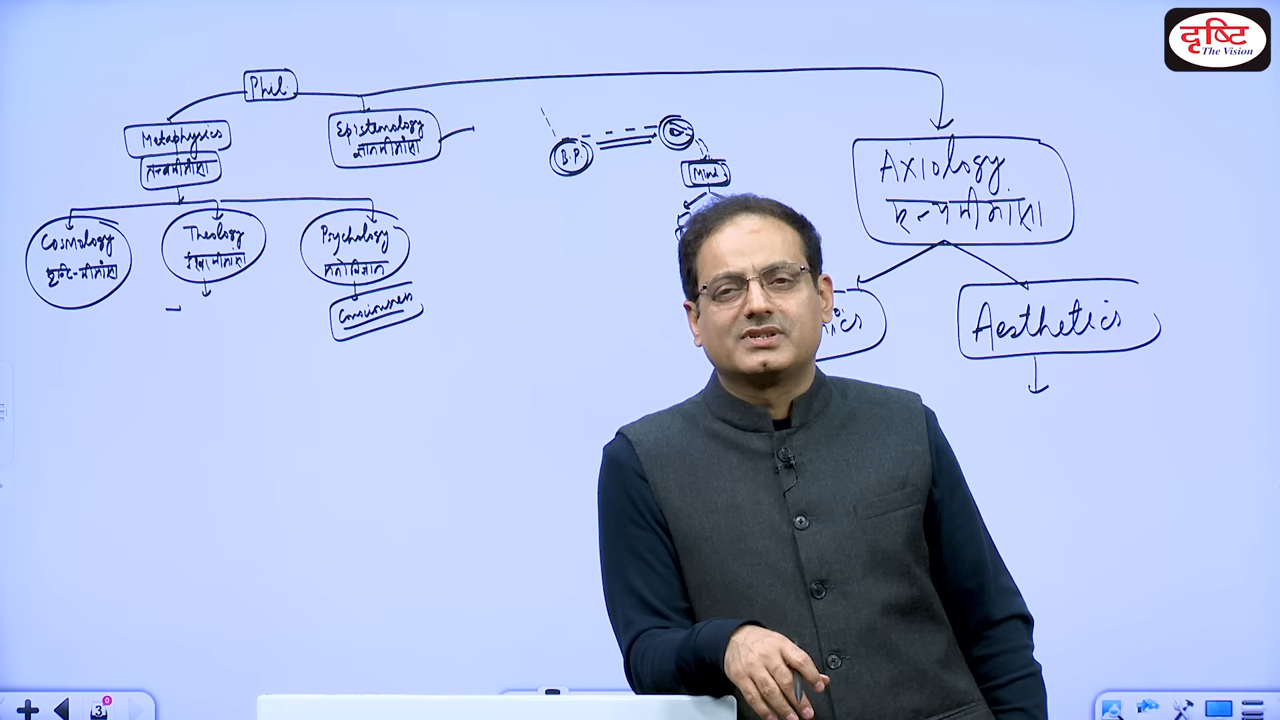 दृष्टि
The Vision
Phil.
Metaphysics
तत्वमीमांसा
Epistemology
ज्ञानमीमांसा
B.P.
Mind
Axiology
मूल्यमीमांसा
Cosmology
सृष्टि-मीमांसा
Theology
ईश्वरमीमांसा
Psychology
मनोविज्ञान
Consciousness
Aesthetics
3